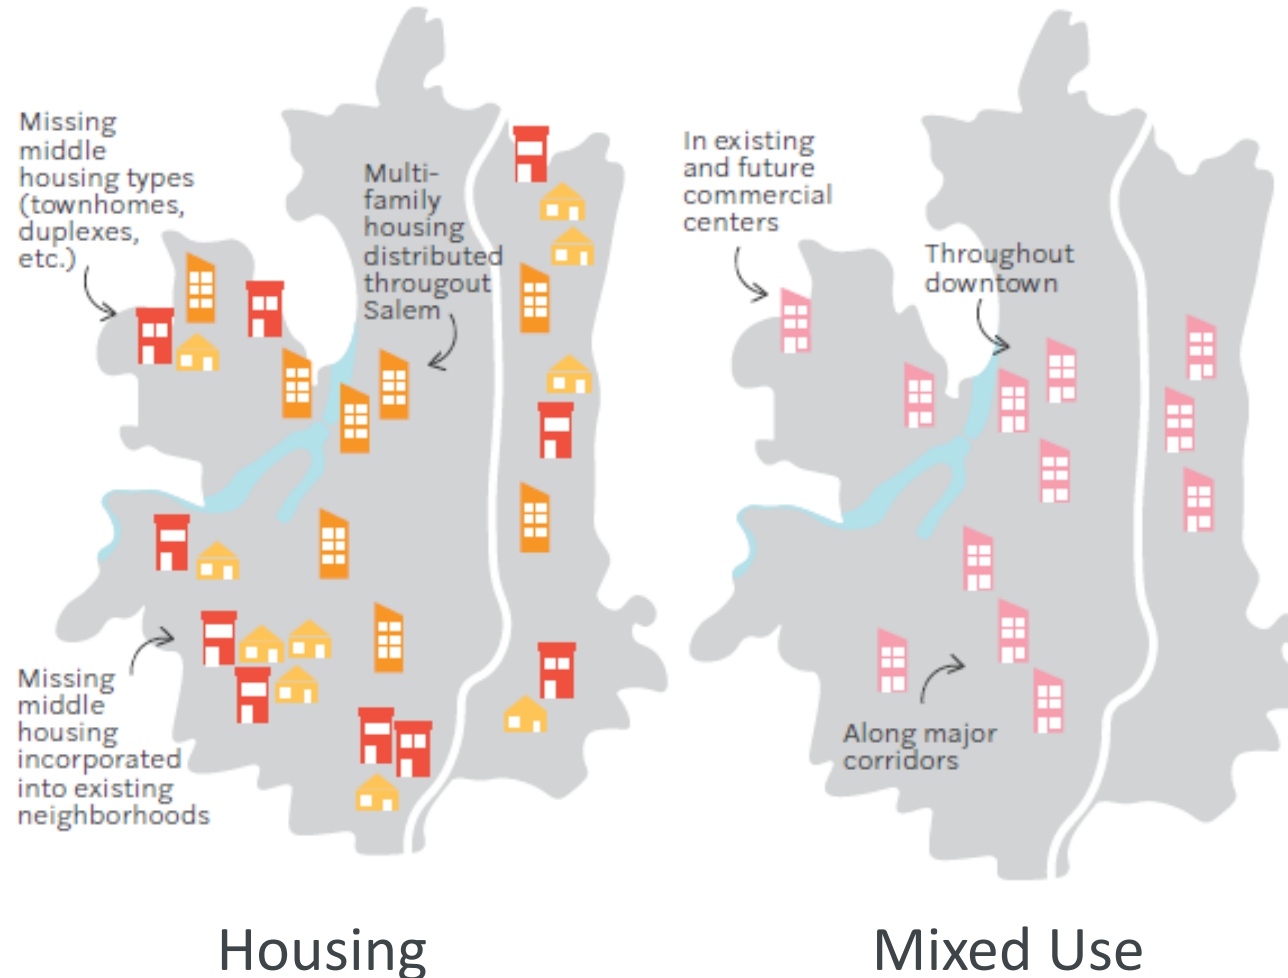 Missing
middle
housing types
(townhomes,
duplexes,
etc.)
Multi-
family
housing
distributed
througout
Salem
Missing
middle
housing
incorporated
into existing
neighborhoods
Housing
In existing
and future
commercial
centers
Throughout
downtown
Along major
corridors
Mixed Use